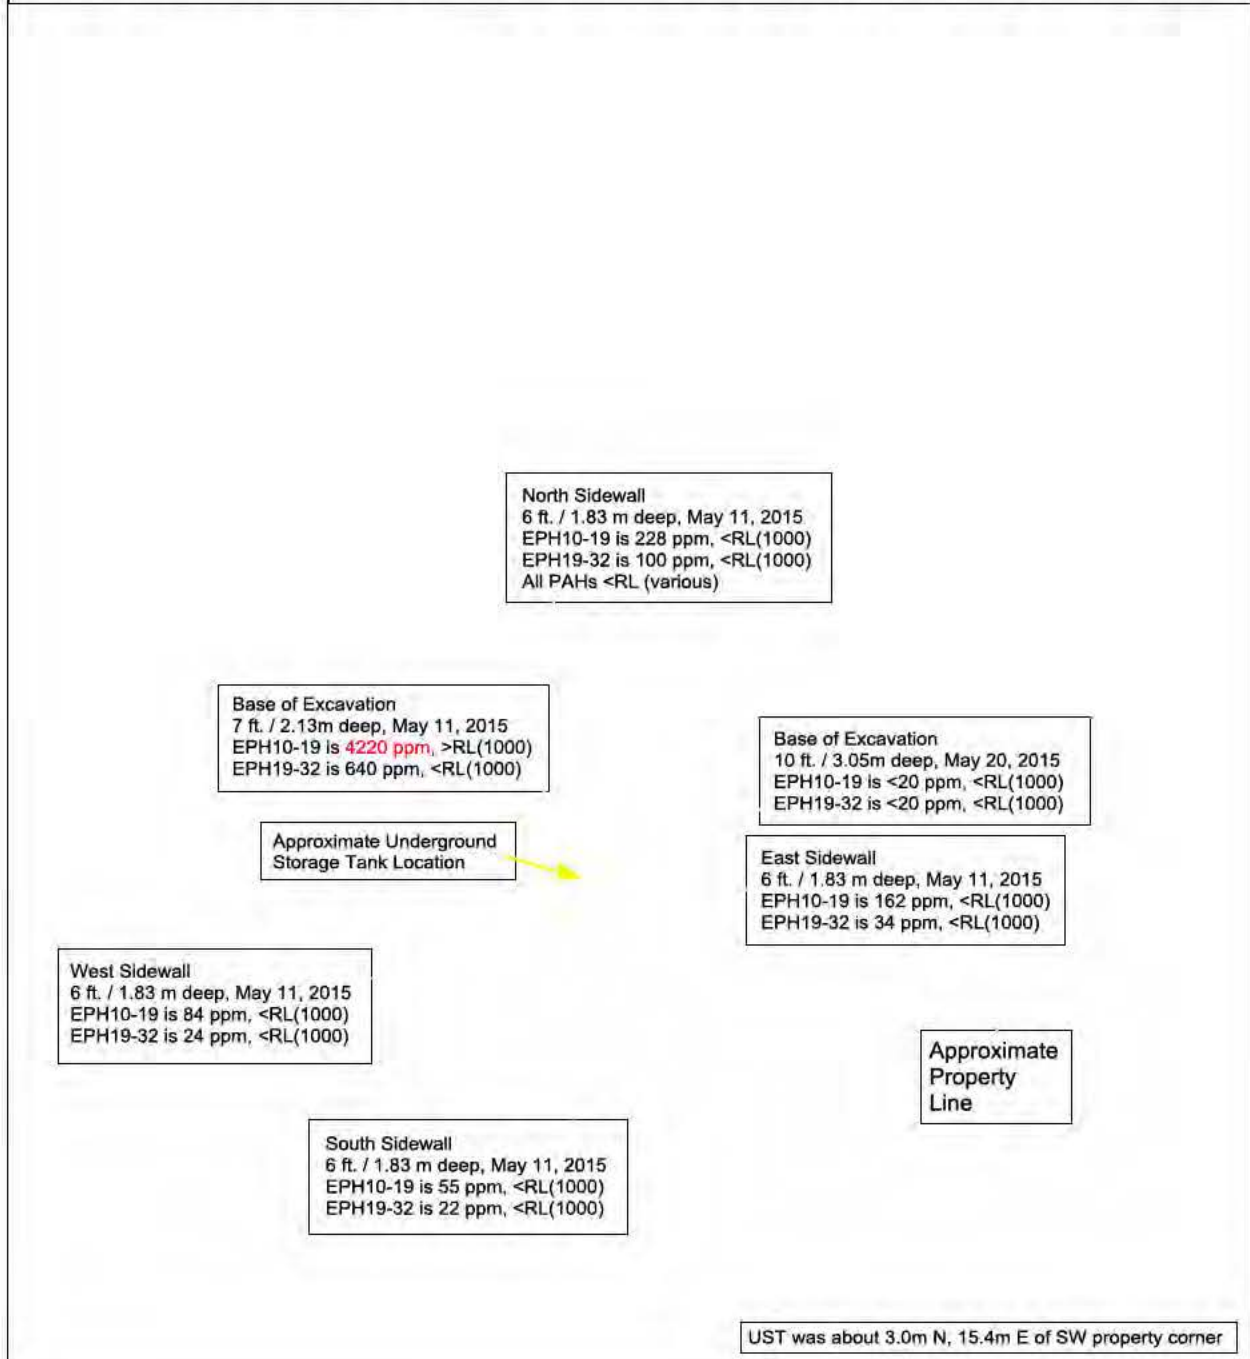 North Sidewall
6 ft. / 1.83 m deep, May 11, 2015
EPH10-19 is 228 ppm, <RL(1000)
EPH19-32 is 100 ppm, <RL(1000)
All PAHs <RL (various)
Base of Excavation
7 ft. / 2.13m deep, May 11, 2015
EPH10-19 is 4220 ppm, >RL(1000)
EPH19-32 is 640 ppm, <RL(1000)
Base of Excavation
10 ft. / 3.05m deep, May 20, 2015
EPH10-19 is <20 ppm, <RL(1000)
EPH19-32 is <20 ppm, <RL(1000)
Approximate Underground
Storage Tank Location
East Sidewall
6 ft. / 1.83 m deep, May 11, 2015
EPH10-19 is 162 ppm, <RL(1000)
EPH19-32 is 34 ppm, <RL(1000)
West Sidewall
6 ft. / 1.83 m deep, May 11, 2015
EPH10-19 is 84 ppm, <RL(1000)
EPH19-32 is 24 ppm, <RL(1000)
Approximate
Property
Line
South Sidewall
6 ft. / 1.83 m deep, May 11, 2015
EPH10-19 is 55 ppm, <RL(1000)
EPH19-32 is 22 ppm, <RL(1000)
UST was about 3.0m N, 15.4m E of SW property corner